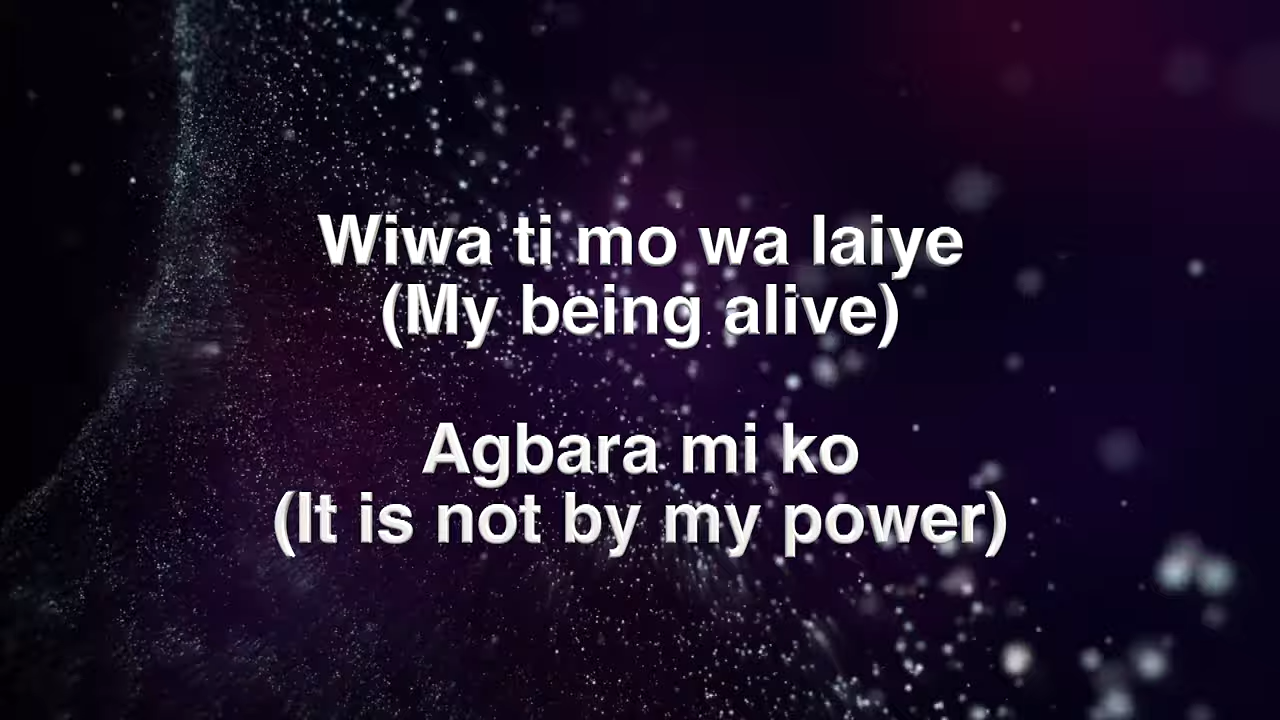 Wiwa ti mo wa laiye
(My being alive)
Agbara mi ko
(It is not by my power)